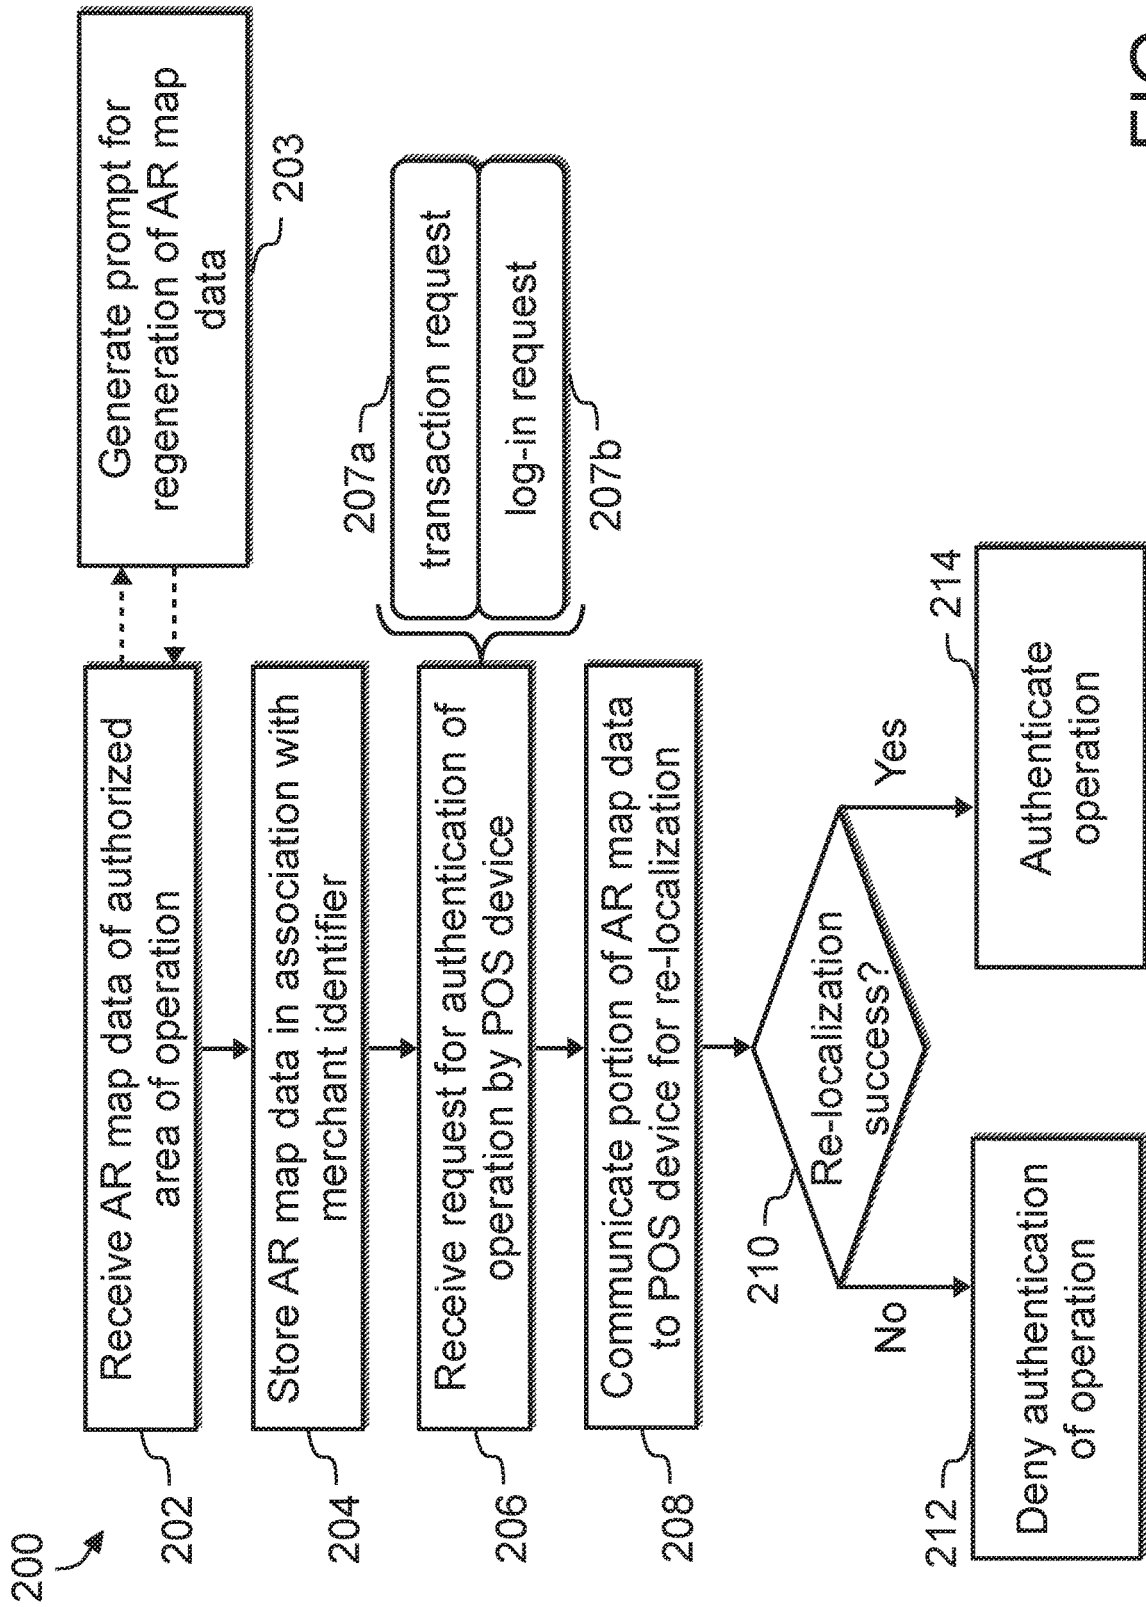 200
202
Receive AR map data of authorized
area of operation
Generate prompt for
regeneration of AR map
data
203
204
Store AR map data in association with
merchant identifier
206
Receive request for authentication of
operation by POS device
207a
transaction request
log-in request
207b
208
Communicate portion of AR map data
to POS device for re-localization
210
Re-localization
success?
No
Yes
212
Deny authentication
of operation
214
Authenticate
operation
FIG